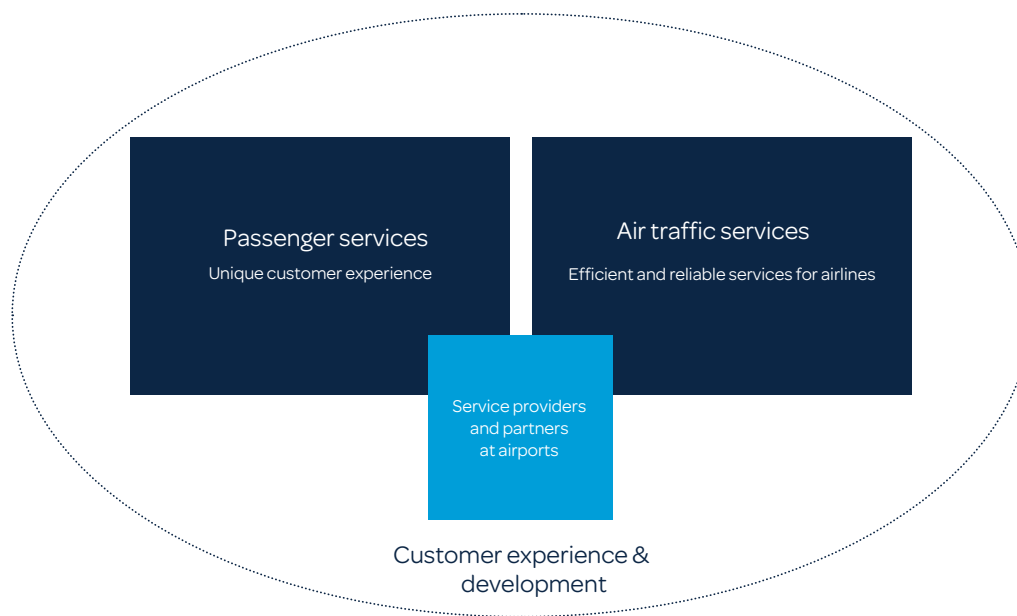 Passenger services
Unique customer experience
Air traffic services
Efficient and reliable services for airlines
Service providers
and partners
at airports
Customer experience &
development